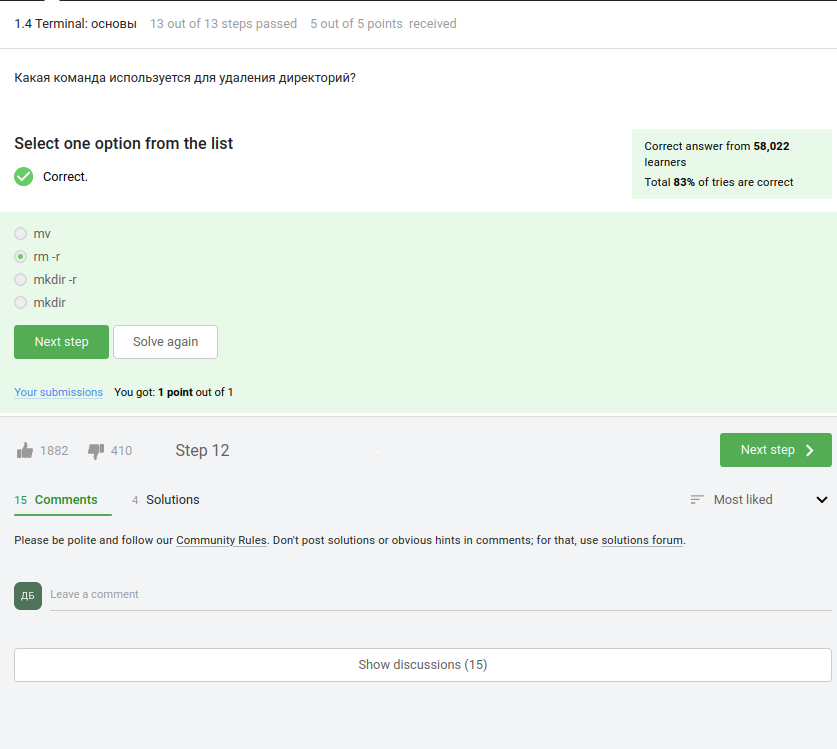 1.4 Terminal: основы 13 out of 13 steps passed 5 out of 5 points received
Какая команда используется для удаления директорий?
Select one option from the list
Correct.
Correct answer from 58,022
learners
Total 83% of tries are correct
mv
rm -r
mkdir -r
mkdir
Next step Solve again
Your submissions You got: 1 point out of 1
1882 410 Step 12 Next step
15 Comments 4 Solutions Most liked
Please be polite and follow our Community Rules. Don't post solutions or obvious hints in comments; for that, use solutions forum.
ДБ Leave a comment
Show discussions (15)